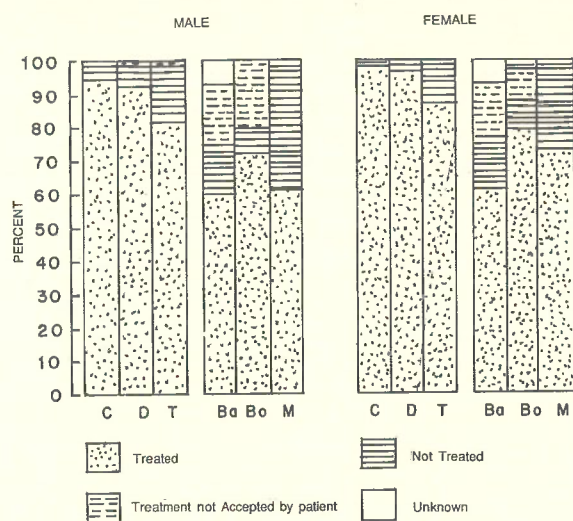 MALE FEMALE
100
90
80
70
60
50
40
30
20
10
0
PERCENT
C D T Ba Bo M C D T Ba Bo M
Treated Not Treated
Treatment not Accepted by patient Unknown